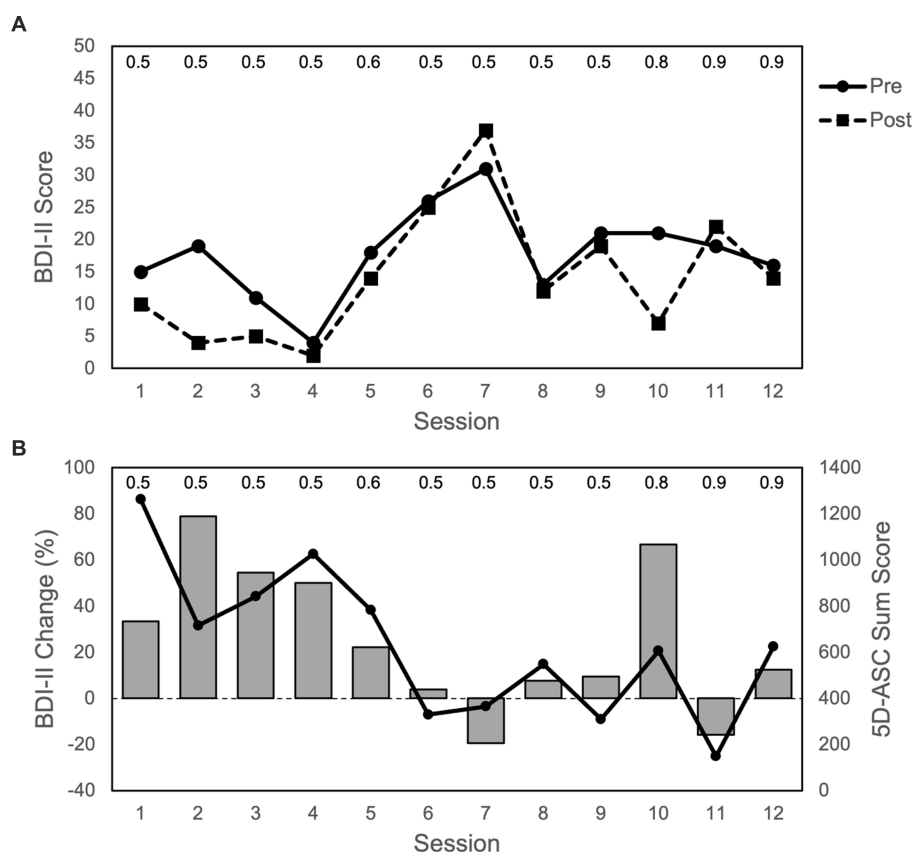 A
50
0.5 0.5 0.5 0.5 0.6 0.5 0.5 0.5 0.5 0.8 0.9 0.9
45
40
35
30
25
20
15
10
5
0
BDI-II Score
Pre
Post
1 2 3 4 5 6 7 8 9 10 11 12
Session
B
100 1400
0.5 0.5 0.5 0.5 0.6 0.5 0.5 0.5 0.5 0.8 0.9 0.9
80 1200
60 1000
40 800
20 600
0 400
-20 200
-40 0
BDI-II Change (%)
5D-ASC Sum Score
1 2 3 4 5 6 7 8 9 10 11 12
Session